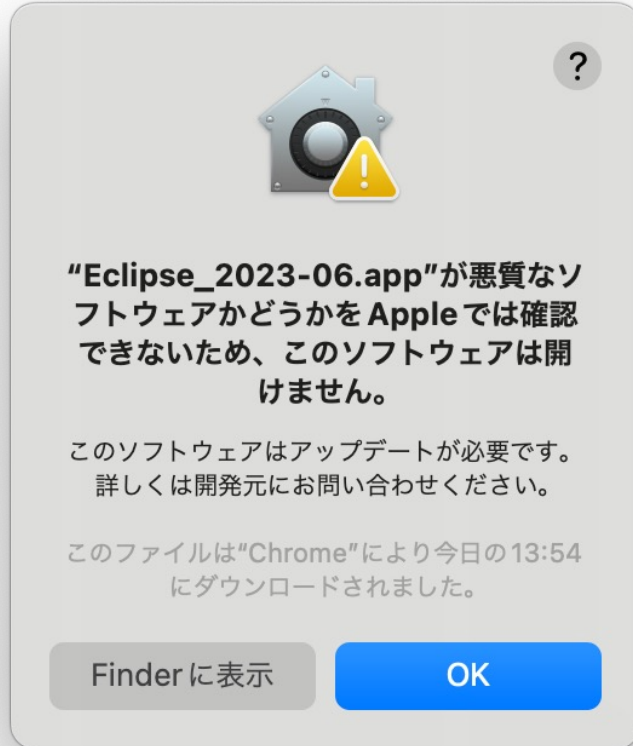 ?
“Eclipse_2023-06.app”が悪質なソ
フトウェアかどうかをAppleでは確認
できないため、このソフトウェアは開
けません。
このソフトウェアはアップデートが必要です。
詳しくは開発元にお問い合わせください。
このファイルは“Chrome”により今日の13:54
にダウンロードされました。
Finderに表示
OK